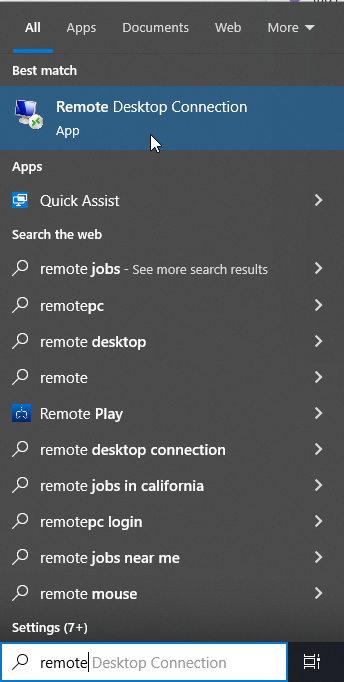 All Apps Documents Web More
Best match
Remote Desktop Connection
App
Apps
Quick Assist
Search the web
remote jobs - See more search results
remotepc
remote desktop
remote
Remote Play
remote desktop connection
remote jobs in california
remotepc login
remote jobs near me
remote mouse
Settings (7+)
remote Desktop Connection